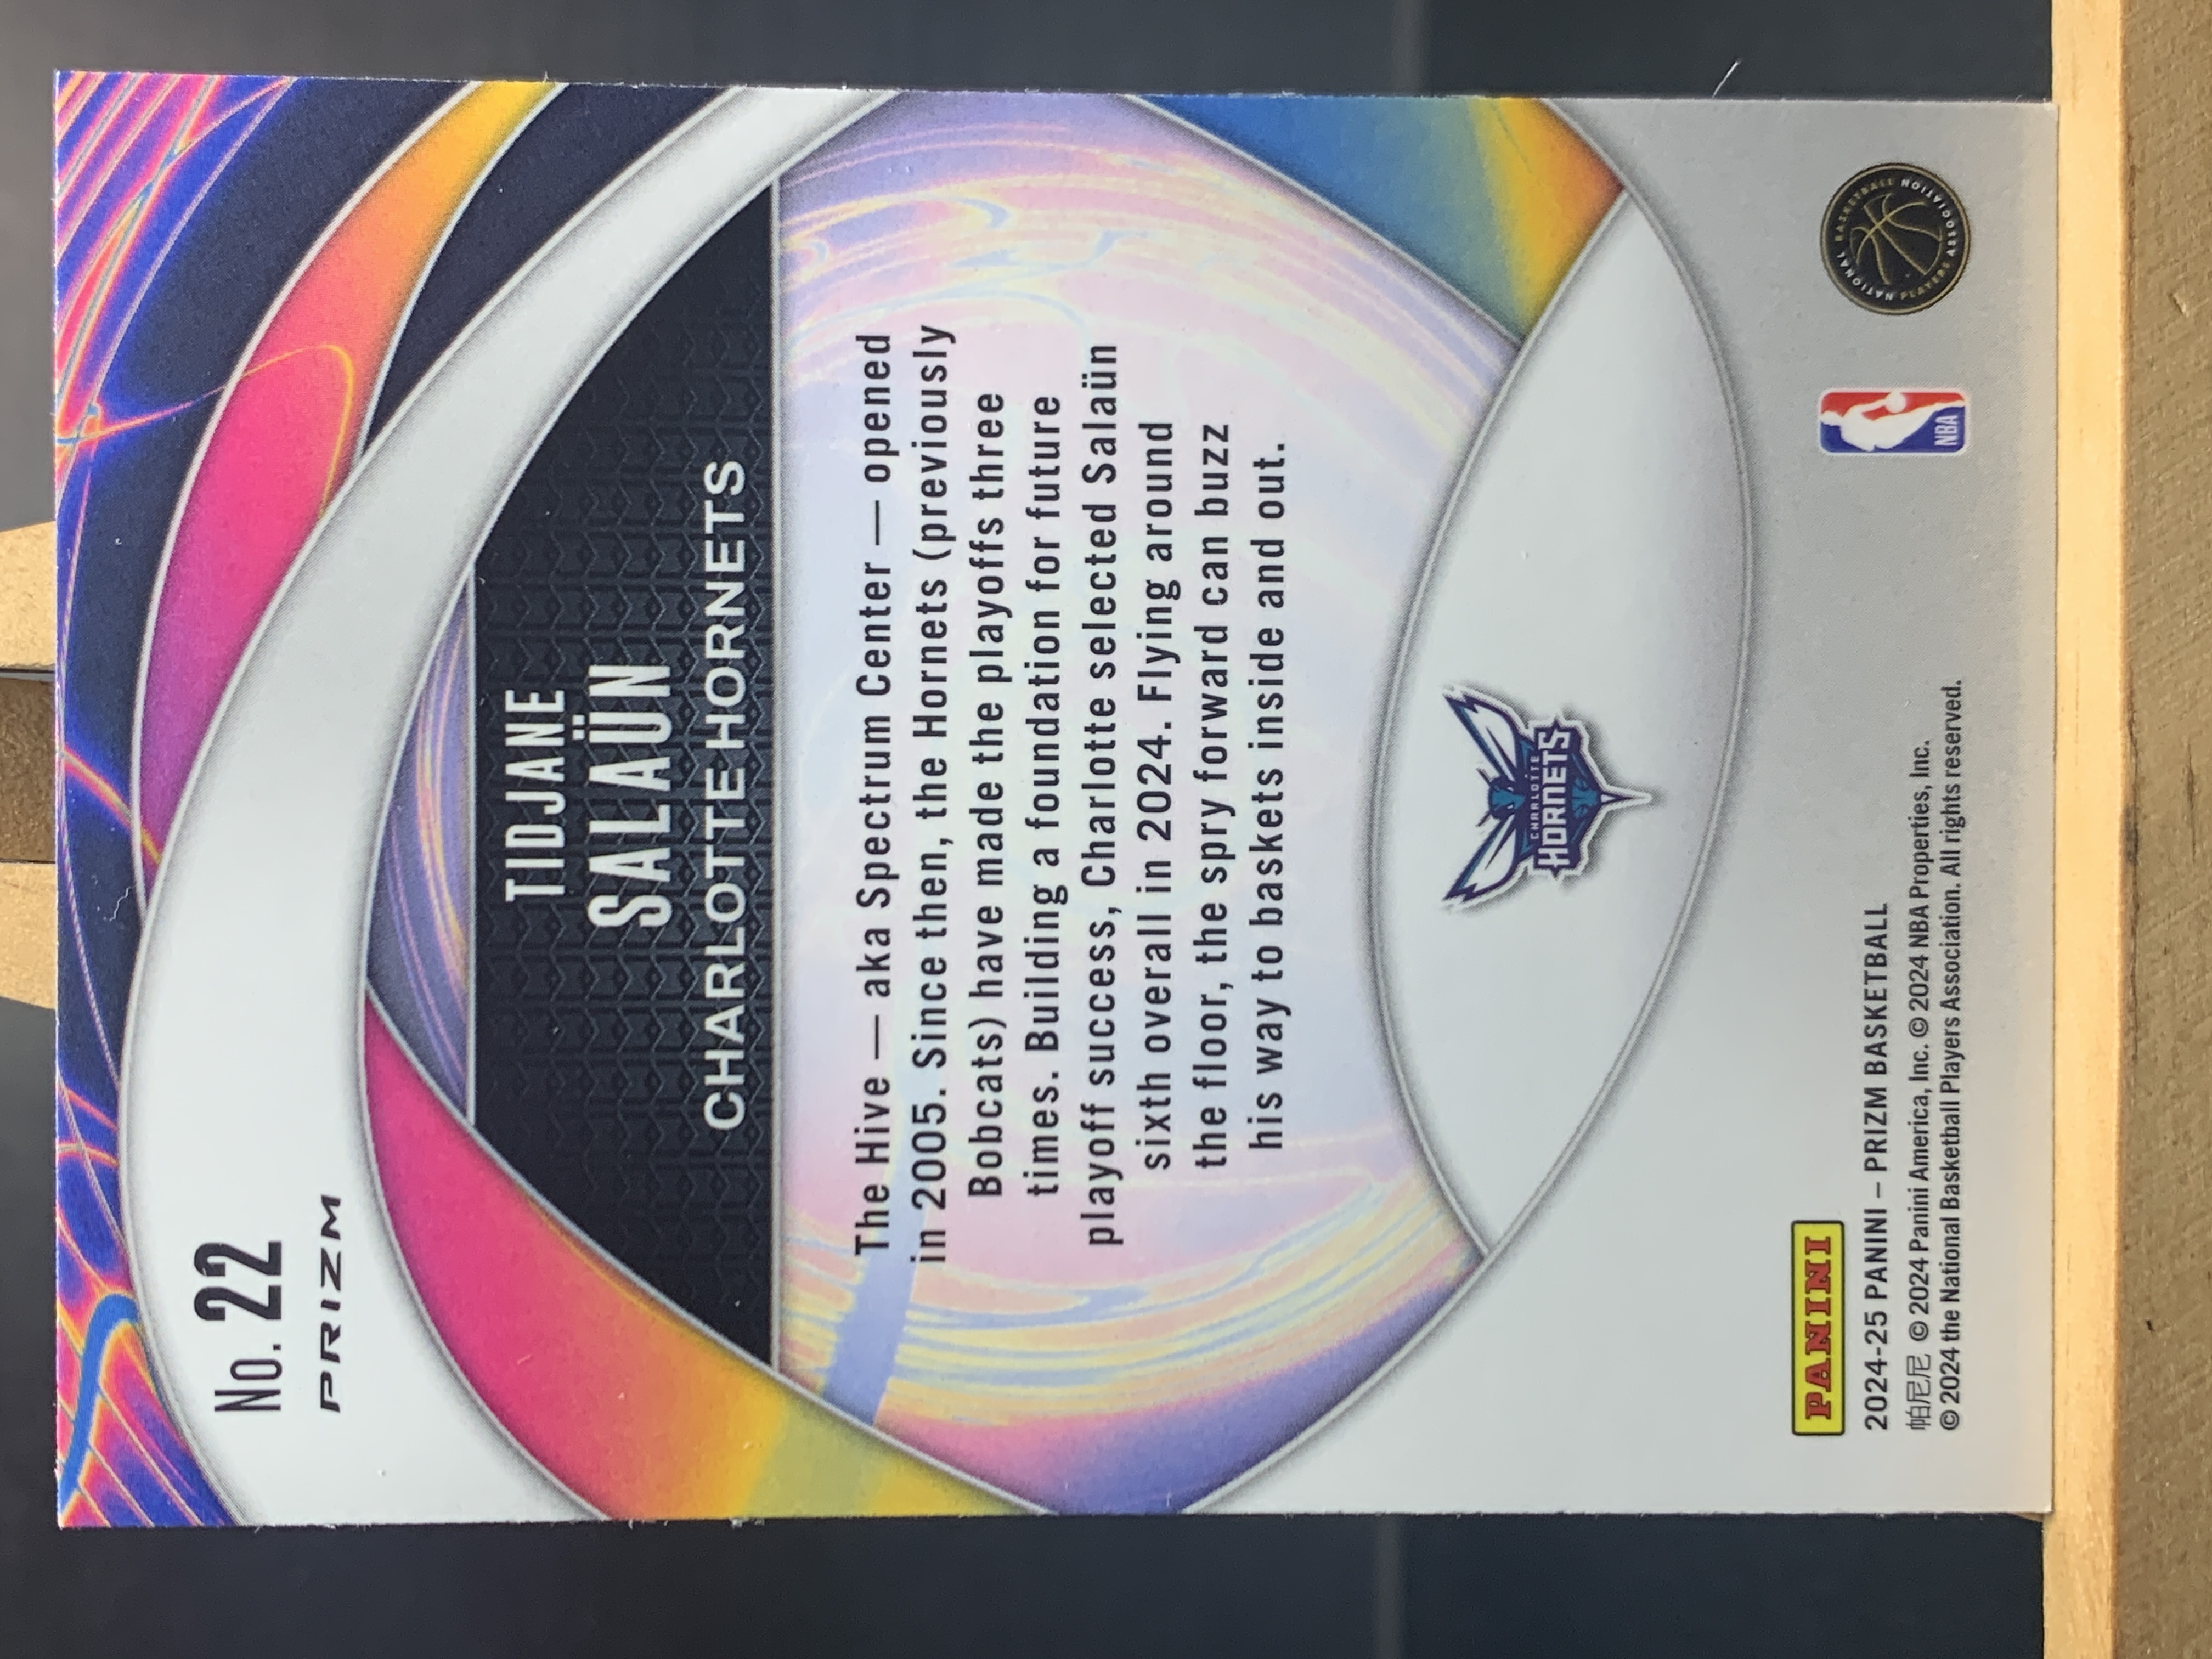 No. 22
PRIZM
TIDJANE
SALAÜN
CHARLOTTE HORNETS
The Hive — aka Spectrum Center — opened
in 2005. Since then, the Hornets (previously
Bobcats) have made the playoffs three
times. Building a foundation for future
playoff success, Charlotte selected Salaün
sixth overall in 2024. Flying around
the floor, the spry forward can buzz
his way to baskets inside and out.
CHARLOTTE
HORNETS
PANINI
2024-25 PANINI – PRIZM BASKETBALL
帕尼尼 © 2024 Panini America, Inc. © 2024 NBA Properties, Inc.
© 2024 the National Basketball Players Association. All rights reserved.
NBA
NATIONAL BASKETBALL PLAYERS ASSOCIATION